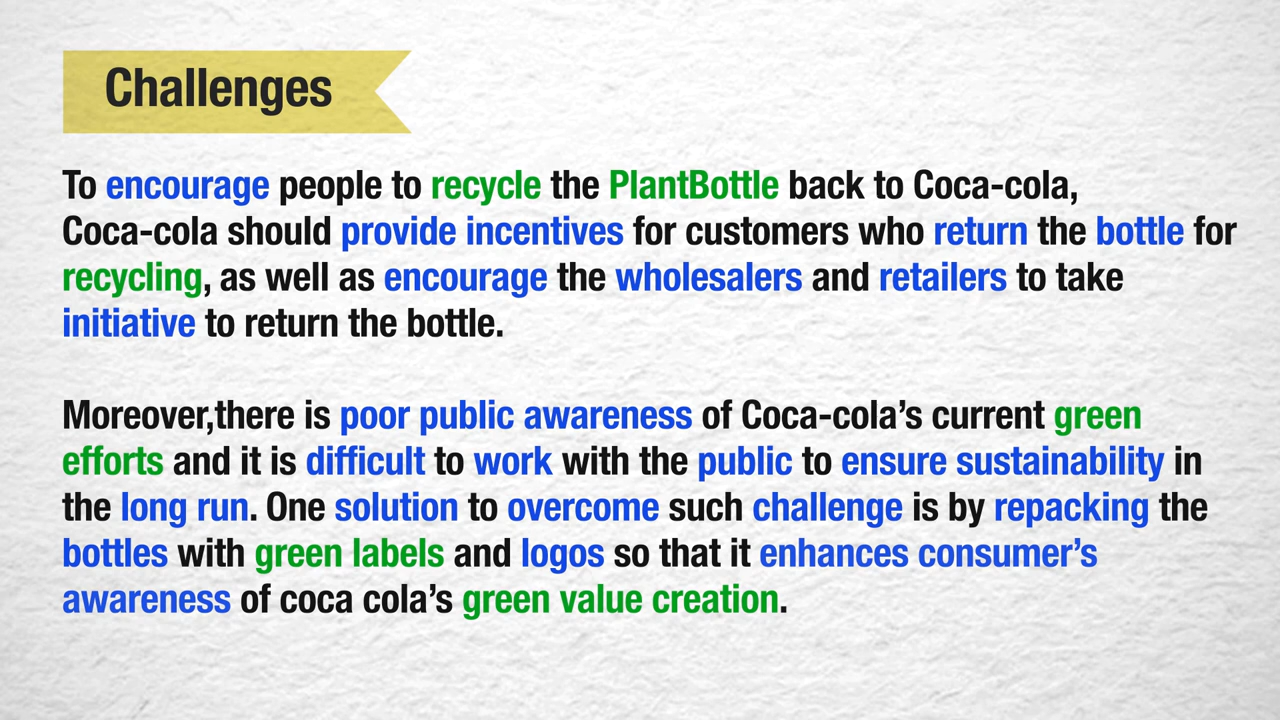 Challenges
To encourage people to recycle the PlantBottle back to Coca-cola,
Coca-cola should provide incentives for customers who return the bottle for
recycling, as well as encourage the wholesalers and retailers to take
initiative to return the bottle.
Moreover,there is poor public awareness of Coca-cola’s current green
efforts and it is difficult to work with the public to ensure sustainability in
the long run. One solution to overcome such challenge is by repacking the
bottles with green labels and logos so that it enhances consumer’s
awareness of coca cola’s green value creation.